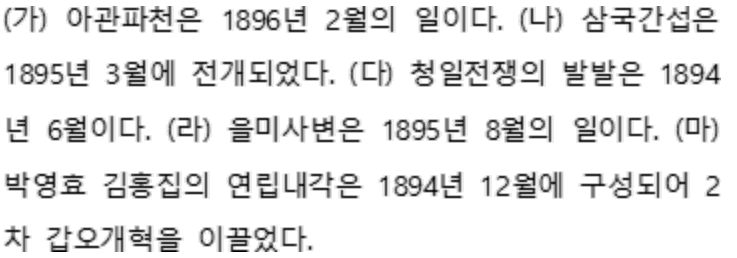 (가) 아관파천은 1896년 2월의 일이다. (나) 삼국간섭은
1895년 3월에 전개되었다. (다) 청일전쟁의 발발은 1894
년 6월이다. (라) 을미사변은 1895년 8월의 일이다. (마)
박영효 김홍집의 연립내각은 1894년 12월에 구성되어 2
차 갑오개혁을 이끌었다.